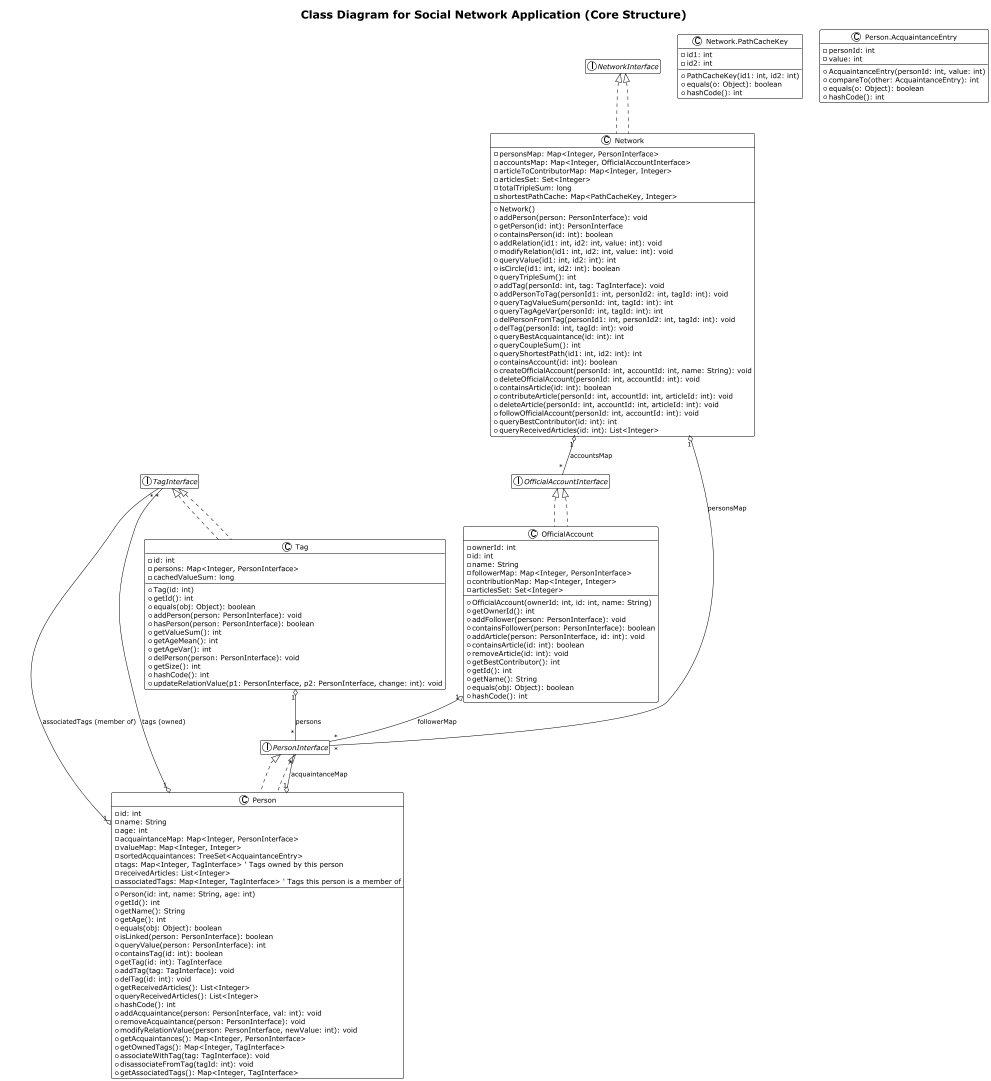 Class Diagram for Social Network Application (Core Structure)
C Network.PathCacheKey
id1: int
id2: int
PathCacheKey(id1: int, id2: int)
equals(o: Object): boolean
hashCode(): int
C Person.AcquaintanceEntry
personId: int
value: int
AcquaintanceEntry(personId: int, value: int)
compareTo(other: AcquaintanceEntry): int
equals(o: Object): boolean
hashCode(): int
I NetworkInterface
C Network
personsMap: Map<Integer, PersonInterface>
accountsMap: Map<Integer, OfficialAccountInterface>
articleToContributorMap: Map<Integer, Integer>
articlesSet: Set<Integer>
totalTripleSum: long
shortestPathCache: Map<PathCacheKey, Integer>
Network()
addPerson(person: PersonInterface): void
getPerson(id: int): PersonInterface
containsPerson(id: int): boolean
addRelation(id1: int, id2: int, value: int): void
modifyRelation(id1: int, id2: int, value: int): void
queryValue(id1: int, id2: int): int
isCircle(id1: int, id2: int): boolean
queryTripleSum(): int
addTag(personId: int, tag: TagInterface): void
addPersonToTag(personId1: int, personId2: int, tagId: int): void
queryTagValueSum(personId: int, tagId: int): int
queryTagAgeVar(personId: int, tagId: int): int
delPersonFromTag(personId1: int, personId2: int, tagId: int): void
delTag(personId: int, tagId: int): void
queryBestAcquaintance(id: int): int
queryCoupleSum(): int
queryShortestPath(id1: int, id2: int): int
containsAccount(id: int): boolean
createOfficialAccount(personId: int, accountId: int, name: String): void
deleteOfficialAccount(personId: int, accountId: int): void
containsArticle(id: int): boolean
contributeArticle(personId: int, accountId: int, articleId: int): void
deleteArticle(personId: int, accountId: int, articleId: int): void
followOfficialAccount(personId: int, accountId: int): void
queryBestContributor(id: int): int
queryReceivedArticles(id: int): List<Integer>
1
1
accountsMap
*
I TagInterface
I OfficialAccountInterface
* *
personsMap
C Tag
id: int
persons: Map<Integer, PersonInterface>
cachedValueSum: long
Tag(id: int)
getId(): int
equals(obj: Object): boolean
addPerson(person: PersonInterface): void
hasPerson(person: PersonInterface): boolean
getValueSum(): int
getAgeMean(): int
getAgeVar(): int
delPerson(person: PersonInterface): void
getSize(): int
hashCode(): int
updateRelationValue(p1: PersonInterface, p2: PersonInterface, change: int): void
C OfficialAccount
ownerId: int
id: int
name: String
followerMap: Map<Integer, PersonInterface>
contributionMap: Map<Integer, Integer>
articlesSet: Set<Integer>
OfficialAccount(ownerId: int, id: int, name: String)
getOwnerId(): int
addFollower(person: PersonInterface): void
containsFollower(person: PersonInterface): boolean
addArticle(person: PersonInterface, id: int): void
containsArticle(id: int): boolean
removeArticle(id: int): void
getBestContributor(): int
getId(): int
getName(): String
equals(obj: Object): boolean
hashCode(): int
1
1
associatedTags (member of)
tags (owned)
persons
followerMap
*
*
*
I PersonInterface
*
acquaintanceMap
1
1
1
C Person
id: int
name: String
age: int
acquaintanceMap: Map<Integer, PersonInterface>
valueMap: Map<Integer, Integer>
sortedAcquaintances: TreeSet<AcquaintanceEntry>
tags: Map<Integer, TagInterface> ' Tags owned by this person
receivedArticles: List<Integer>
associatedTags: Map<Integer, TagInterface> ' Tags this person is a member of
Person(id: int, name: String, age: int)
getId(): int
getName(): String
getAge(): int
equals(obj: Object): boolean
isLinked(person: PersonInterface): boolean
queryValue(person: PersonInterface): int
containsTag(id: int): boolean
getTag(id: int): TagInterface
addTag(tag: TagInterface): void
delTag(id: int): void
getReceivedArticles(): List<Integer>
queryReceivedArticles(): List<Integer>
hashCode(): int
addAcquaintance(person: PersonInterface, val: int): void
removeAcquaintance(person: PersonInterface): void
modifyRelationValue(person: PersonInterface, newValue: int): void
getAcquaintances(): Map<Integer, PersonInterface>
getOwnedTags(): Map<Integer, TagInterface>
associateWithTag(tag: TagInterface): void
disassociateFromTag(tagId: int): void
getAssociatedTags(): Map<Integer, TagInterface>